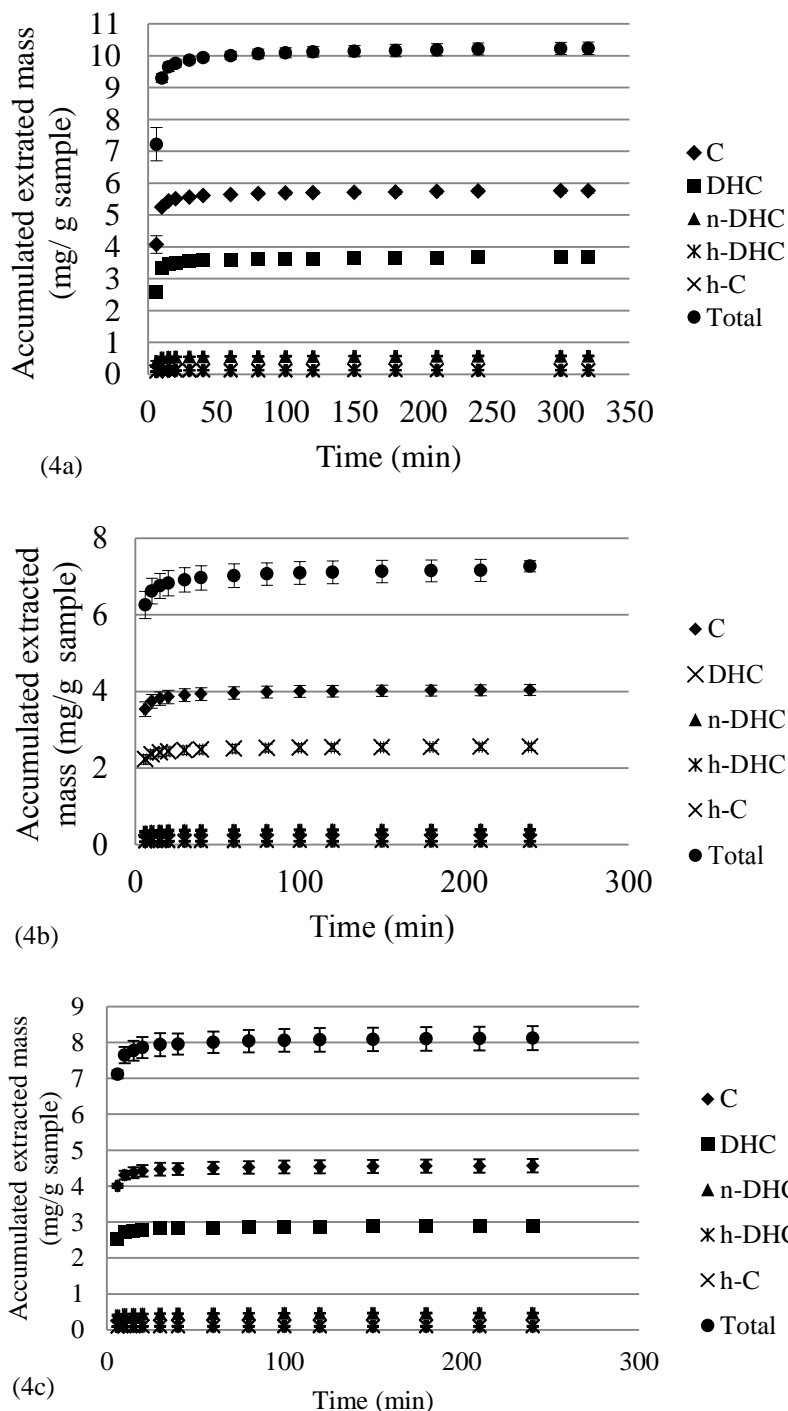 Accumulated extrated mass
(mg/ g sample)
11
10
9
8
7
6
5
4
3
2
1
0
0 50 100 150 200 250 300 350
Time (min)
C
DHC
n-DHC
h-DHC
h-C
Total
(4a)
Accumulated extracted
mass (mg/g sample)
8
6
4
2
0
0 100 200 300
Time (min)
C
DHC
n-DHC
h-DHC
h-C
Total
(4b)
Accumulated extracted mass
(mg/g sample)
9
8
7
6
5
4
3
2
1
0
0 100 200 300
Time (min)
C
DHC
n-DHC
h-DHC
h-C
Total
(4c)